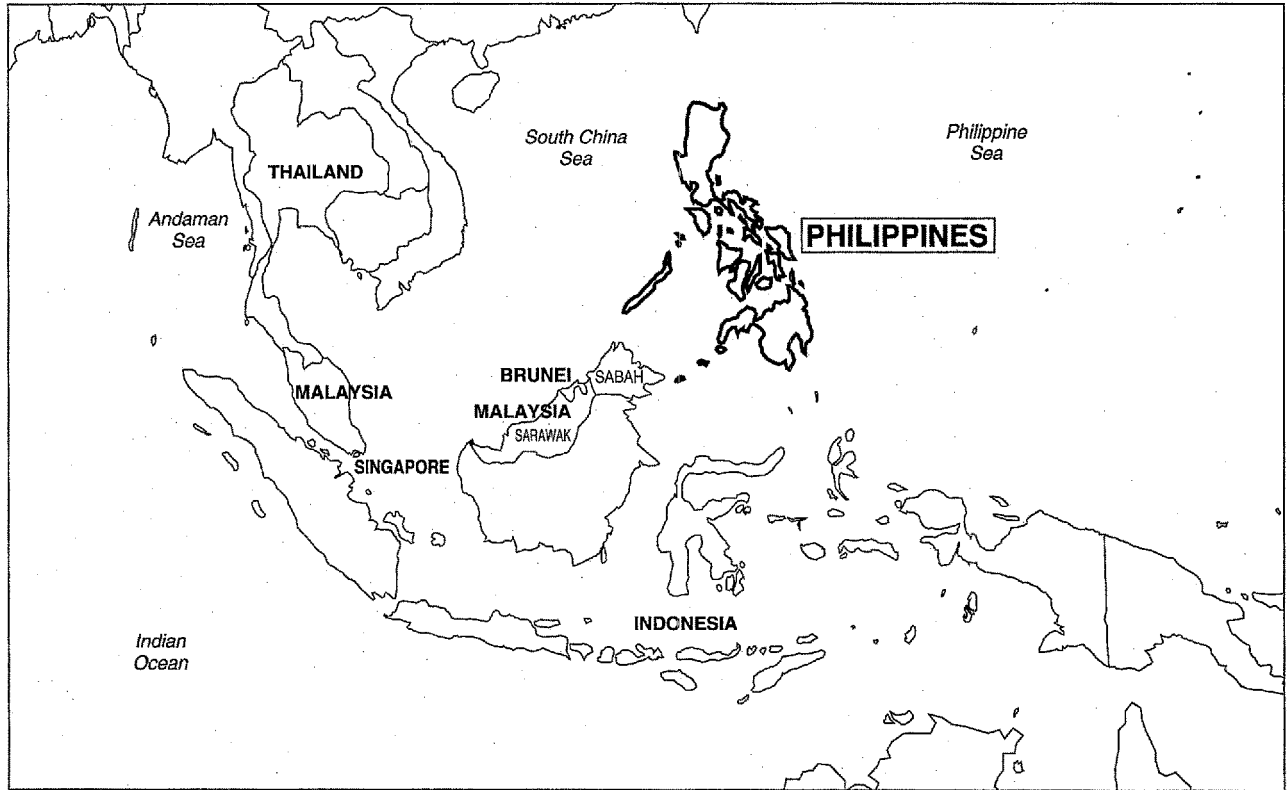 South China
Sea
Philippine
Sea
THAILAND
Andaman
Sea
PHILIPPINES
BRUNEI
SABAH
MALAYSIA
MALAYSIA
SARAWAK
SINGAPORE
INDONESIA
Indian
Ocean